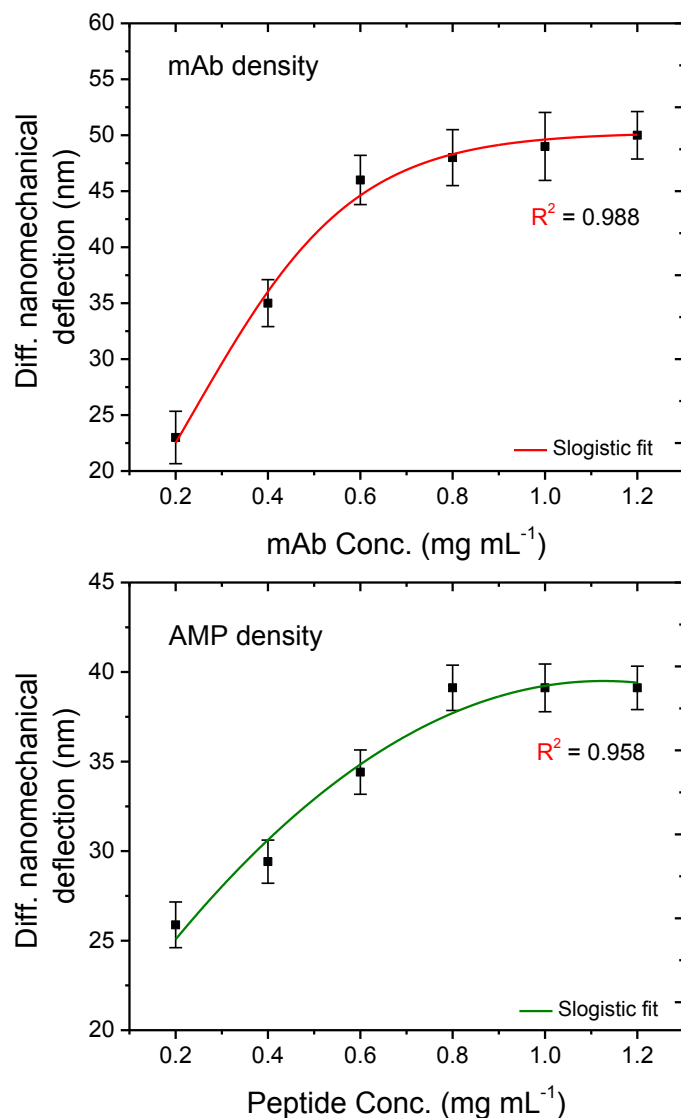 60
55
50
45
40
35
30
25
20
mAb density
R² = 0.988
Slogistic fit
Diff. nanomechanical
deflection (nm)
0.2 0.4 0.6 0.8 1.0 1.2
mAb Conc. (mg mL⁻¹)
45
40
35
30
25
20
AMP density
R² = 0.958
Slogistic fit
Diff. nanomechanical
deflection (nm)
0.2 0.4 0.6 0.8 1.0 1.2
Peptide Conc. (mg mL⁻¹)